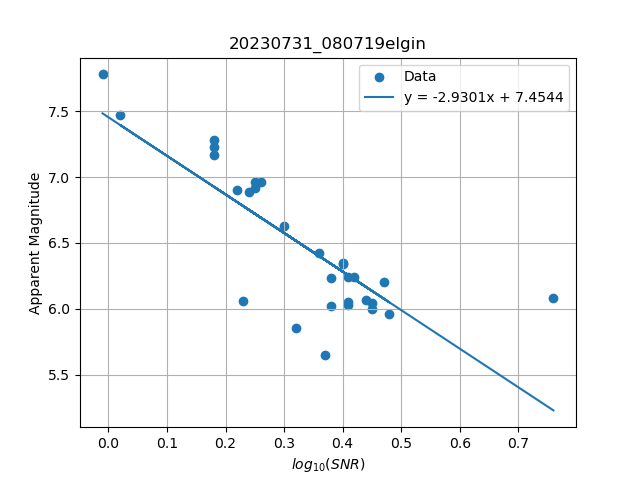 20230731_080719elgin
Data
y = -2.9301x + 7.4544
7.5
7.0
6.5
6.0
5.5
Apparent Magnitude
0.0 0.1 0.2 0.3 0.4 0.5 0.6 0.7
log10(SNR)